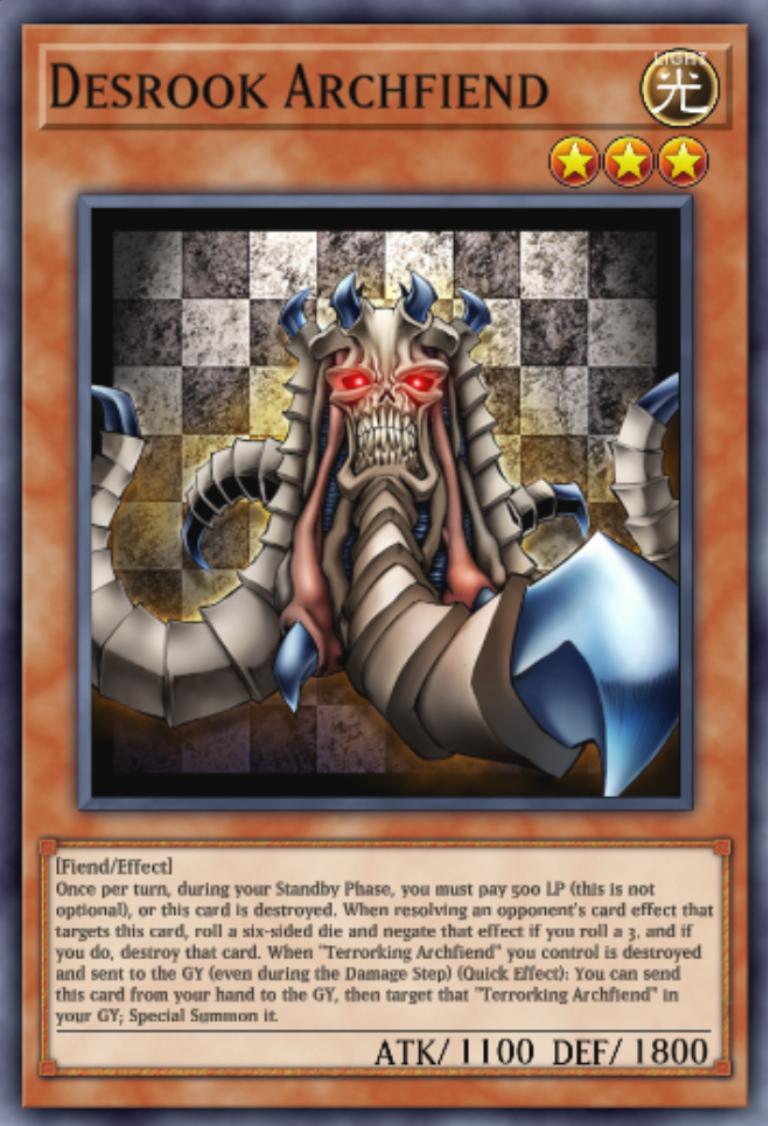 DESROOK ARCHFIEND
LIGHT
光
[Fiend/Effect]
Once per turn, during your Standby Phase, you must pay 500 LP (this is not
optional), or this card is destroyed. When resolving an opponent's card effect that
targets this card, roll a six-sided die and negate that effect if you roll a 3, and if
you do, destroy that card. When "Terrorking Archfiend" you control is destroyed
and sent to the GY (even during the Damage Step) (Quick Effect): You can send
this card from your hand to the GY, then target that "Terrorking Archfiend" in
your GY; Special Summon it.
ATK/ 1100 DEF/ 1800